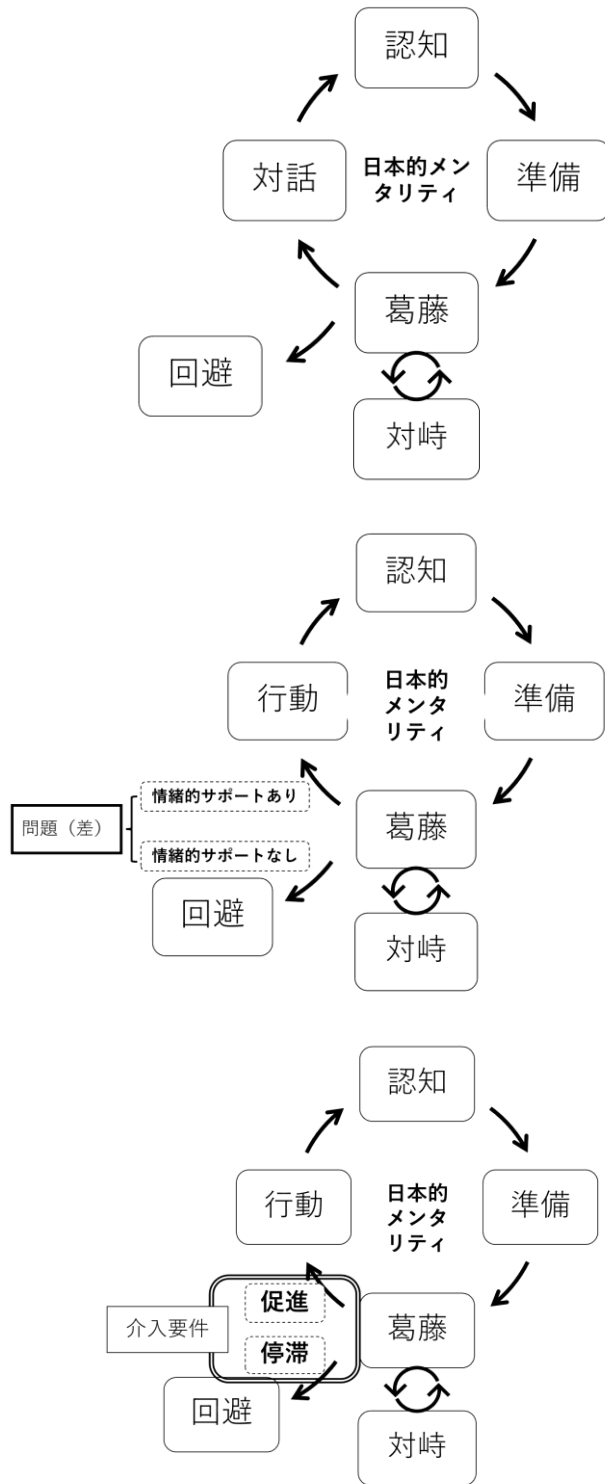 認知
対話
日本的メン
タリティ
準備
葛藤
回避
対峙
認知
行動
日本的
メンタ
リティ
準備
情緒的サポートあり
問題（差）
葛藤
情緒的サポートなし
回避
対峙
認知
行動
日本的
メンタ
リティ
準備
促進
介入要件
葛藤
停滞
回避
対峙